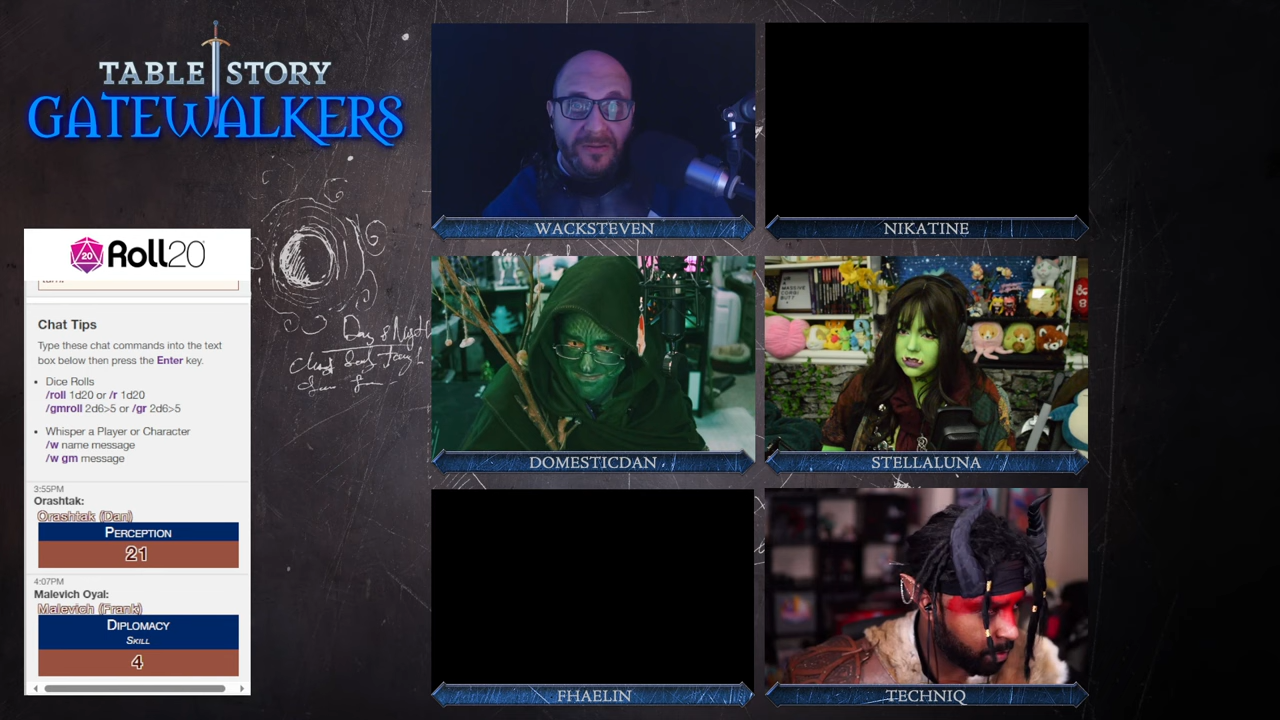 TABLE STORY
GATEWALKERS
Roll20
20
Chat Tips
Type these chat commands into the text
box below then press the Enter key.
Dice Rolls
/roll 1d20 or /r 1d20
/gmroll 2d6>5 or /gr 2d6>5
Whisper a Player or Character
/w name message
/w gm message
3:55PM
Orashtak:
Orashtak (Dan)
PERCEPTION
21
4:07PM
Malevich Oyal:
Malevich (Frank)
DIPLOMACY
SKILL
4
WACKSTEVEN
NIKATINE
DOMESTICDAN
STELLALUNA
FHAELIN
TECHNIQ